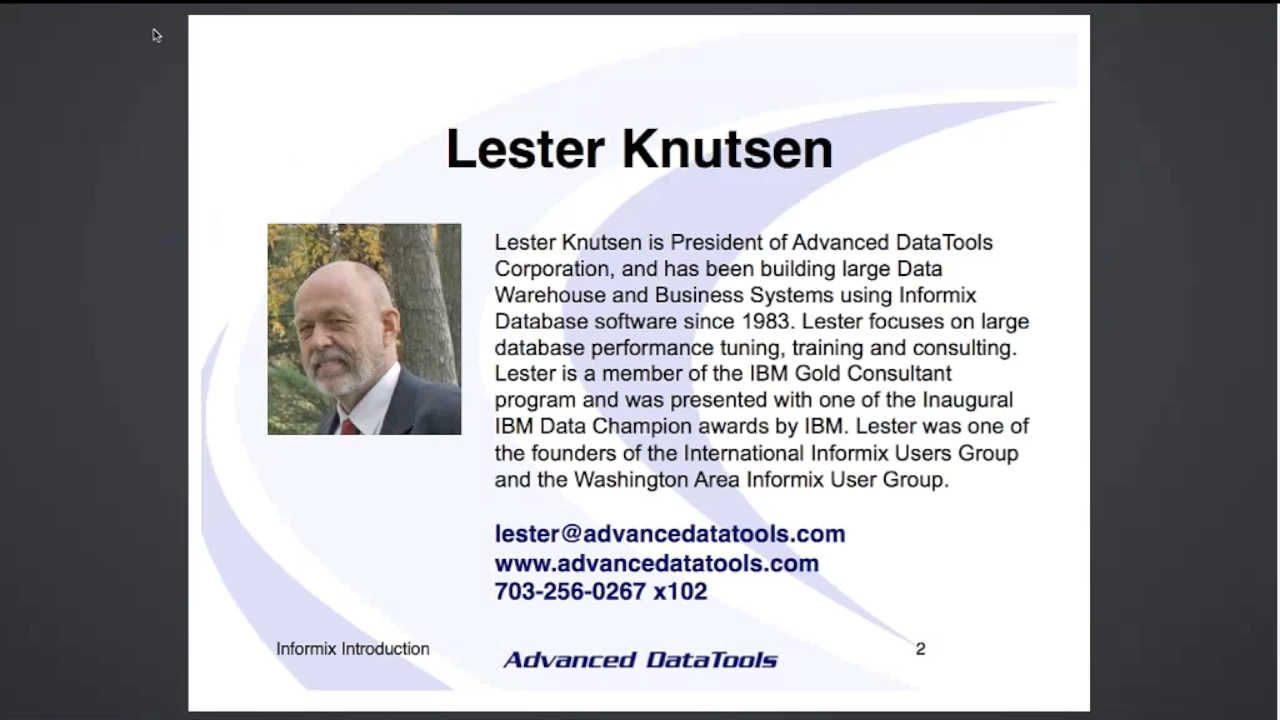 Lester Knutsen
Lester Knutsen is President of Advanced DataTools
Corporation, and has been building large Data
Warehouse and Business Systems using Informix
Database software since 1983. Lester focuses on large
database performance tuning, training and consulting.
Lester is a member of the IBM Gold Consultant
program and was presented with one of the Inaugural
IBM Data Champion awards by IBM. Lester was one of
the founders of the International Informix Users Group
and the Washington Area Informix User Group.
lester@advancedatatools.com
www.advancedatatools.com
703-256-0267 x102
Informix Introduction
Advanced DataTools
2